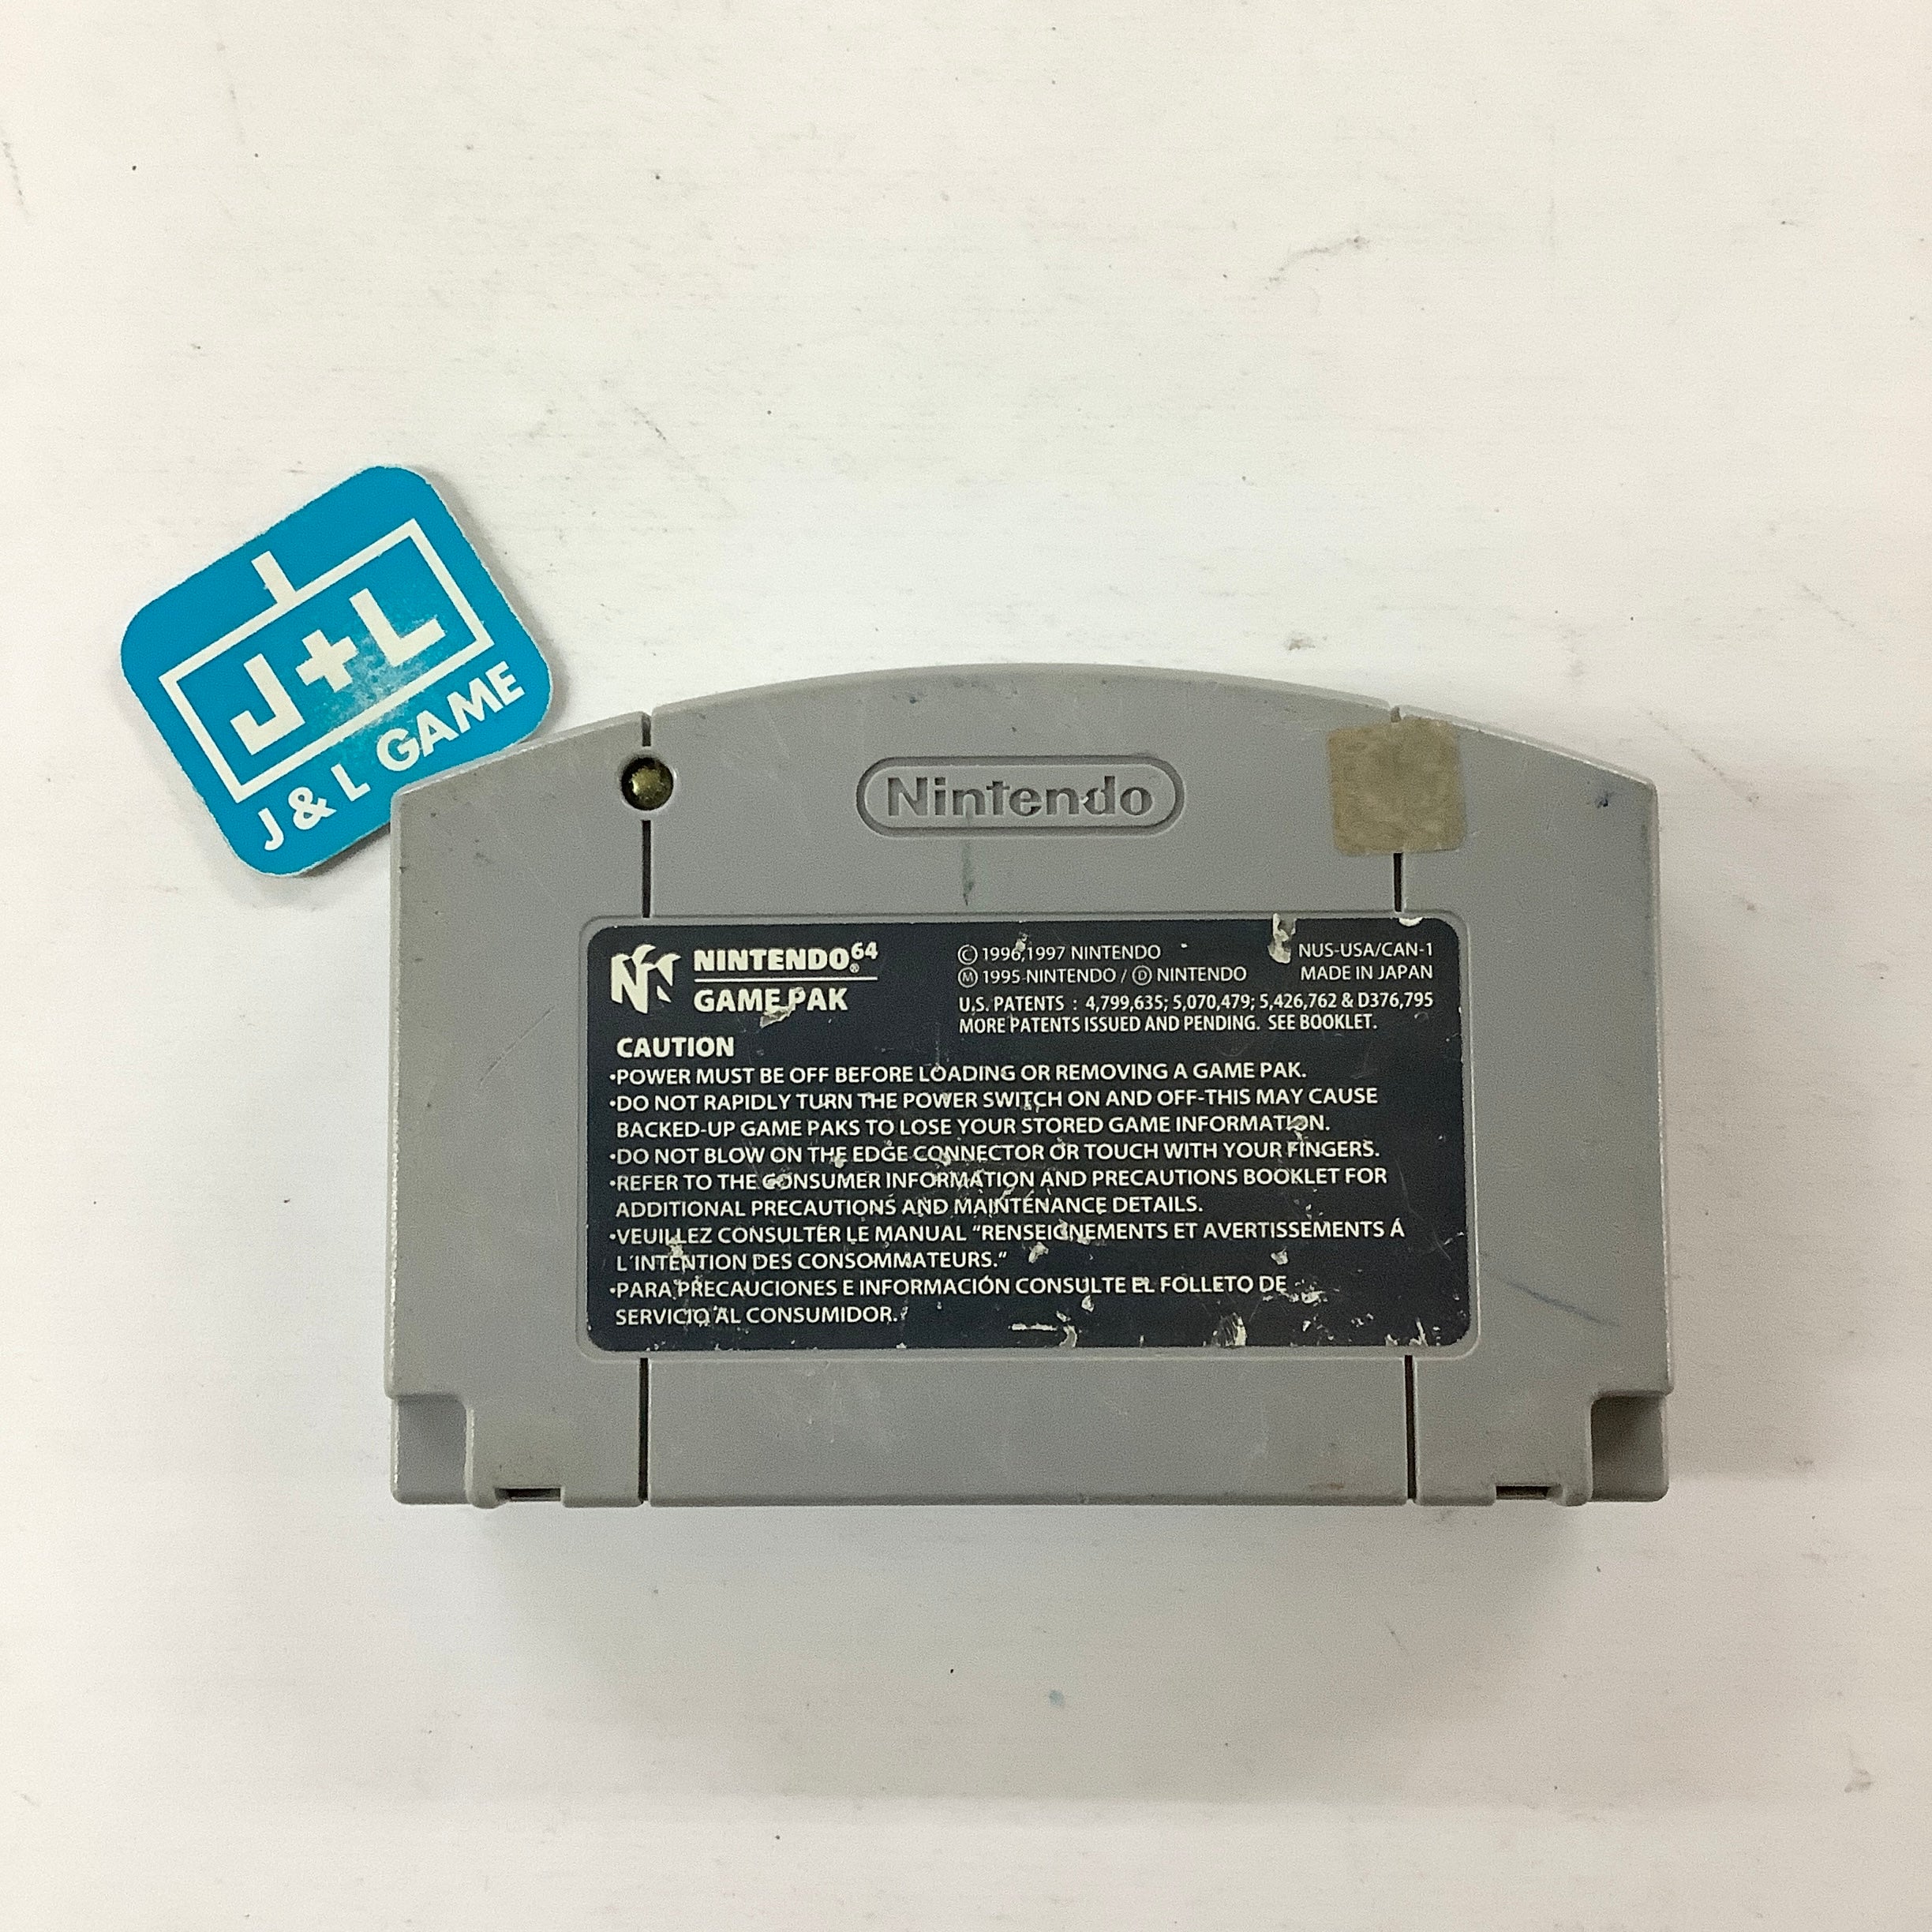 J+L
J & L GAME
Nintendo
NINTENDO64®
GAME PAK
© 1996,1997 NINTENDO
Ⓜ 1995 NINTENDO / Ⓓ NINTENDO
NUS-USA/CAN-1
MADE IN JAPAN
U.S. PATENTS : 4,799,635; 5,070,479; 5,426,762 & D376,795
MORE PATENTS ISSUED AND PENDING. SEE BOOKLET.
CAUTION
•POWER MUST BE OFF BEFORE LOADING OR REMOVING A GAME PAK.
•DO NOT RAPIDLY TURN THE POWER SWITCH ON AND OFF-THIS MAY CAUSE
BACKED-UP GAME PAKS TO LOSE YOUR STORED GAME INFORMATION.
•DO NOT BLOW ON THE EDGE CONNECTOR OR TOUCH WITH YOUR FINGERS.
•REFER TO THE CONSUMER INFORMATION AND PRECAUTIONS BOOKLET FOR
ADDITIONAL PRECAUTIONS AND MAINTENANCE DETAILS.
•VEUILLEZ CONSULTER LE MANUAL "RENSEIGNEMENTS ET AVERTISSEMENTS Á
L'INTENTION DES CONSOMMATEURS."
•PARA PRECAUCIONES E INFORMACIÓN CONSULTE EL FOLLETO DE
SERVICIO AL CONSUMIDOR.